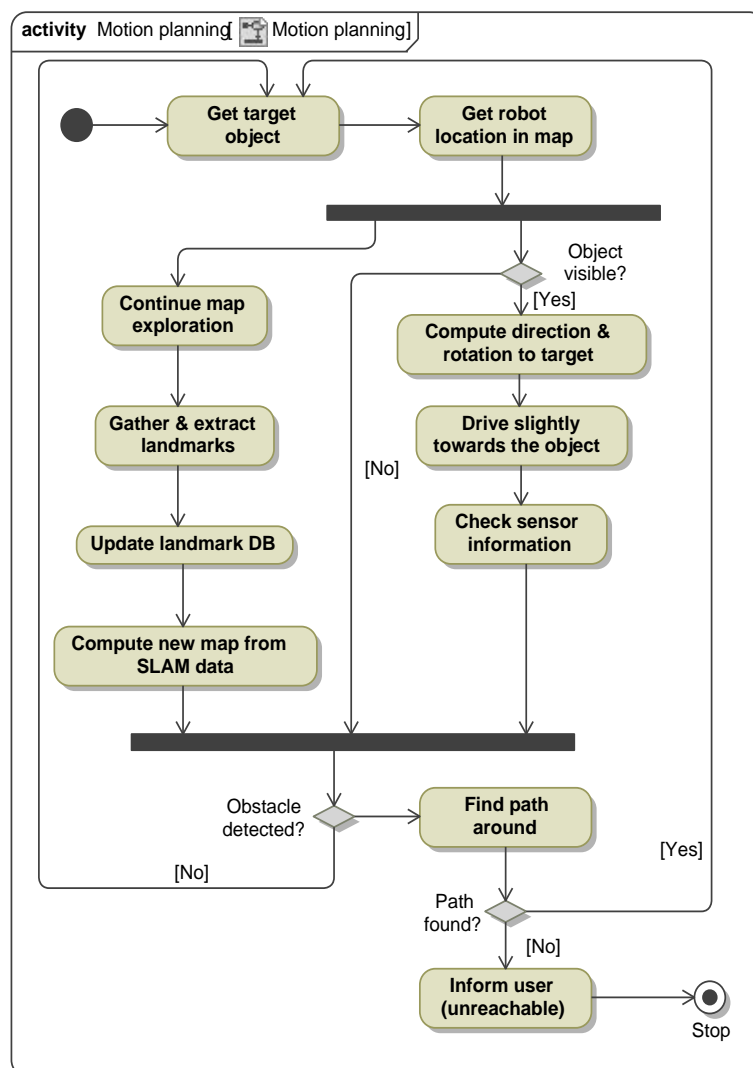 activity Motion planning[ Motion planning]
Get target
object
Get robot
location in map
Object
visible?
[Yes]
Continue map
exploration
Compute direction &
rotation to target
Gather & extract
landmarks
Drive slightly
towards the object
[No]
Update landmark DB
Check sensor
information
Compute new map from
SLAM data
Obstacle
detected?
Find path
around
[No]
[Yes]
Path
found?
[No]
Inform user
(unreachable)
Stop